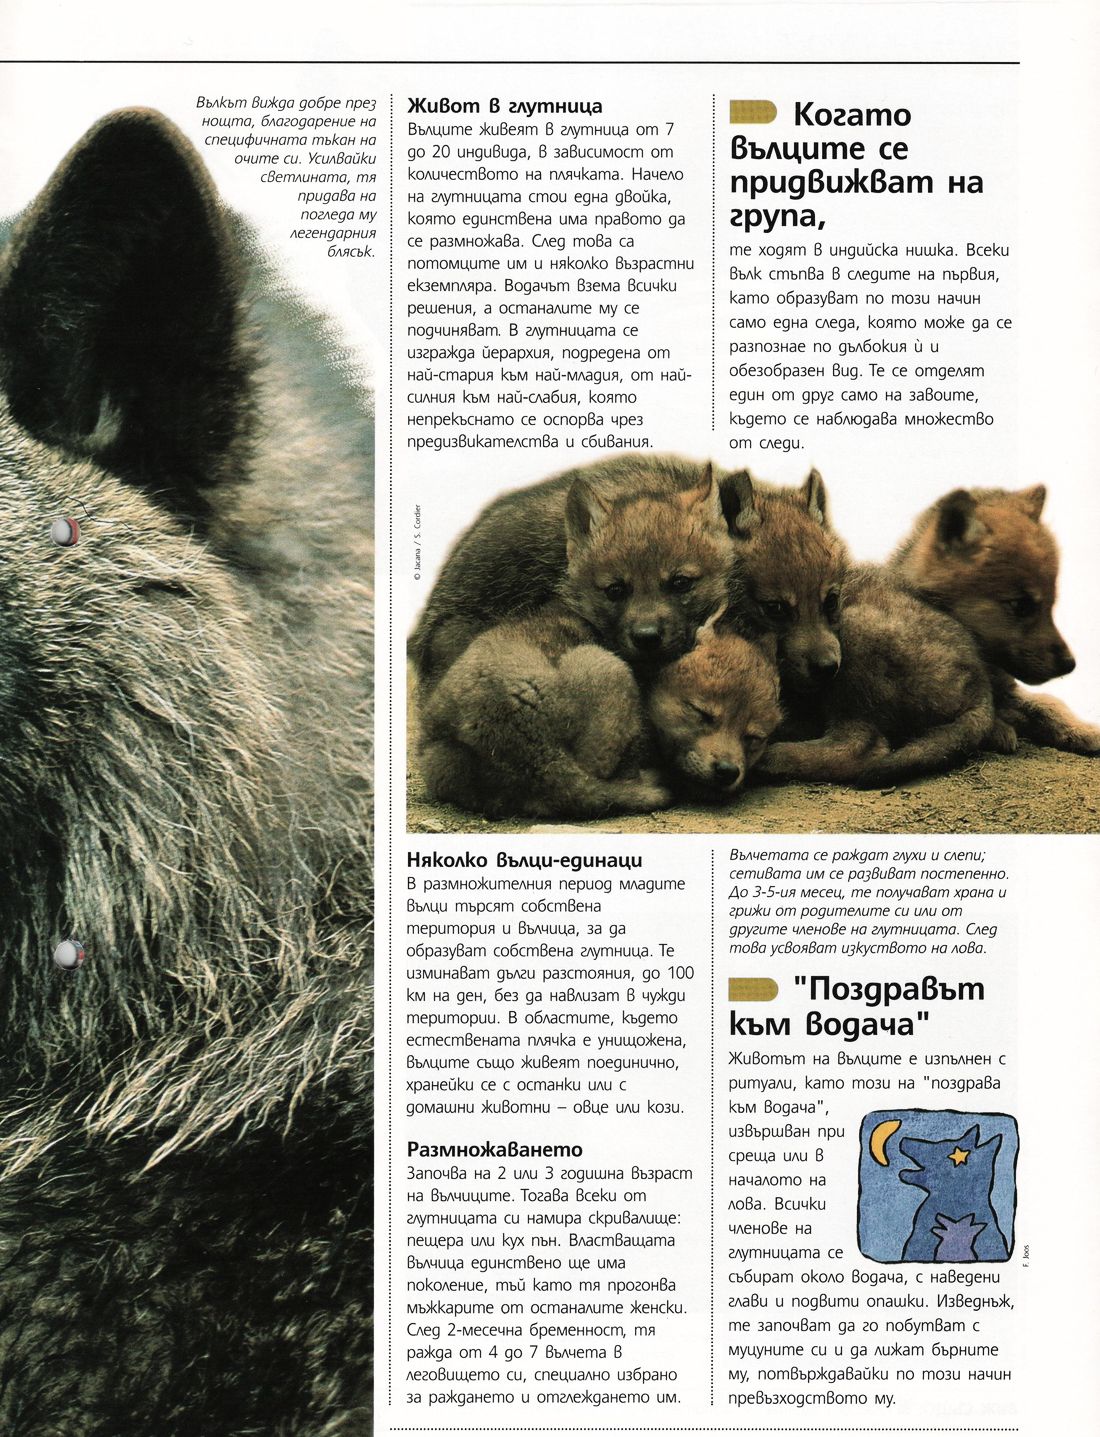 Вълкът вижда добре през
нощта, благодарение на
специфичната тъкан на
очите си. Усилвайки
светлината, тя
придава на
погледа му
легендарния
блясък.
Живот в глутница
Вълците живеят в глутница от 7
до 20 индивида, в зависимост от
количеството на плячката. Начело
на глутницата стои една двойка,
която единствена има правото да
се размножава. След това са
потомците им и няколко възрастни
екземпляра. Водачът взема всички
решения, а останалите му се
подчиняват. В глутницата се
изгражда йерархия, подредена от
най-стария към най-младия, от най-
силния към най-слабия, която
непрекъснато се оспорва чрез
предизвикателства и сбивания.
Когато
вълците се
придвижват на
група,
те ходят в индийска нишка. Всеки
вълк стъпва в следите на първия,
като образуват по този начин
само една следа, която може да се
разпознае по дълбокия ѝ и
обезобразен вид. Те се отделят
един от друг само на завоите,
където се наблюдава множество
от следи.
© Jacana / S. Cordier
Няколко вълци-единаци
В размножителния период младите
вълци търсят собствена
територия и вълчица, за да
образуват собствена глутница. Те
изминават дълги разстояния, до 100
км на ден, без да навлизат в чужди
територии. В областите, където
естествената плячка е унищожена,
вълците също живеят поединично,
хранейки се с останки или с
домашни животни – овце или кози.
Размножаването
Започва на 2 или 3 годишна възраст
на вълчиците. Тогава всеки от
глутницата си намира скривалище:
пещера или кух пън. Властващата
вълчица единствено ще има
поколение, тъй като тя прогонва
мъжкарите от останалите женски.
След 2-месечна бременност, тя
ражда от 4 до 7 вълчета в
леговището си, специално избрано
за раждането и отглеждането им.
Вълчетата се раждат глухи и слепи;
сетивата им се развиват постепенно.
До 3-5-ия месец, те получават храна и
грижи от родителите си или от
другите членове на глутницата. След
това усвояват изкуството на лова.
"Поздравът
към водача"
Животът на вълците е изпълнен с
ритуали, като този на "поздрава
към водача",
извършван при
среща или в
началото на
лова. Всички
членове на
глутницата се
събират около водача, с наведени
глави и подвити опашки. Изведнъж,
те започват да го побутват с
муцуните си и да лижат бърните
му, потвърждавайки по този начин
превъзходството му.
F. Joos